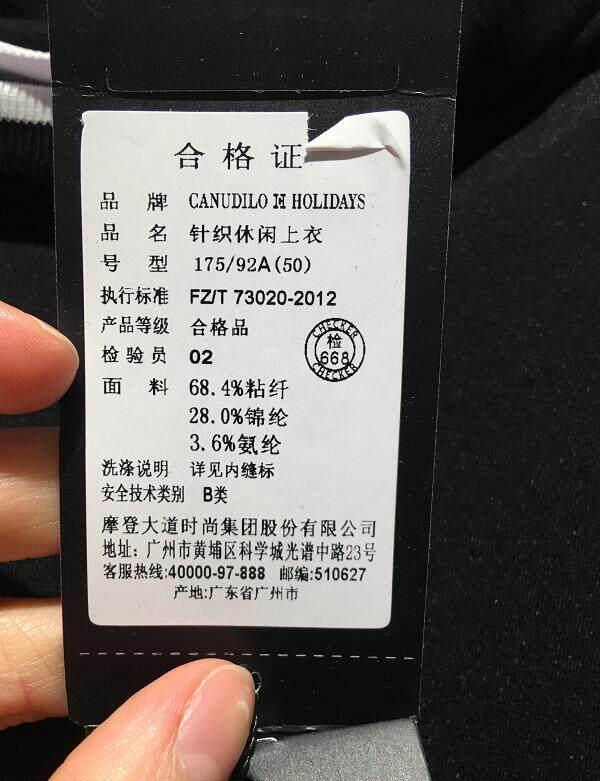 合格证
品牌 CANUDILO H HOLIDAYS
品名 针织休闲上衣
号型 175/92A(50)
执行标准 FZ/T 73020-2012
产品等级 合格品
检验员 02
CHECKER
检
668
CHECKER
面料 68.4%粘纤
28.0%锦纶
3.6%氨纶
洗涤说明 详见内缝标
安全技术类别 B类
摩登大道时尚集团股份有限公司
地址: 广州市黄埔区科学城光谱中路23号
客服热线:40000-97-888 邮编:510627
产地:广东省广州市